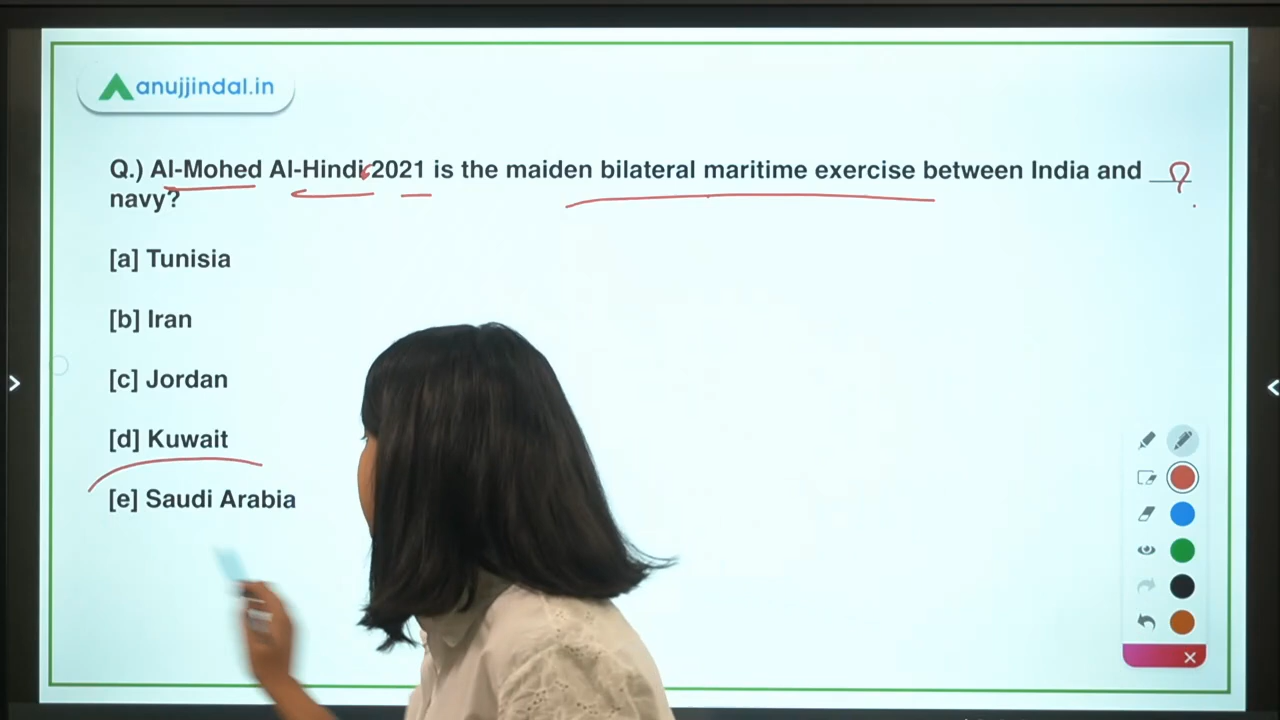 anujjindal.in
Q.) Al-Mohed Al-Hindi 2021 is the maiden bilateral maritime exercise between India and ___ ?
navy?
[a] Tunisia
[b] Iran
[c] Jordan
[d] Kuwait
[e] Saudi Arabia